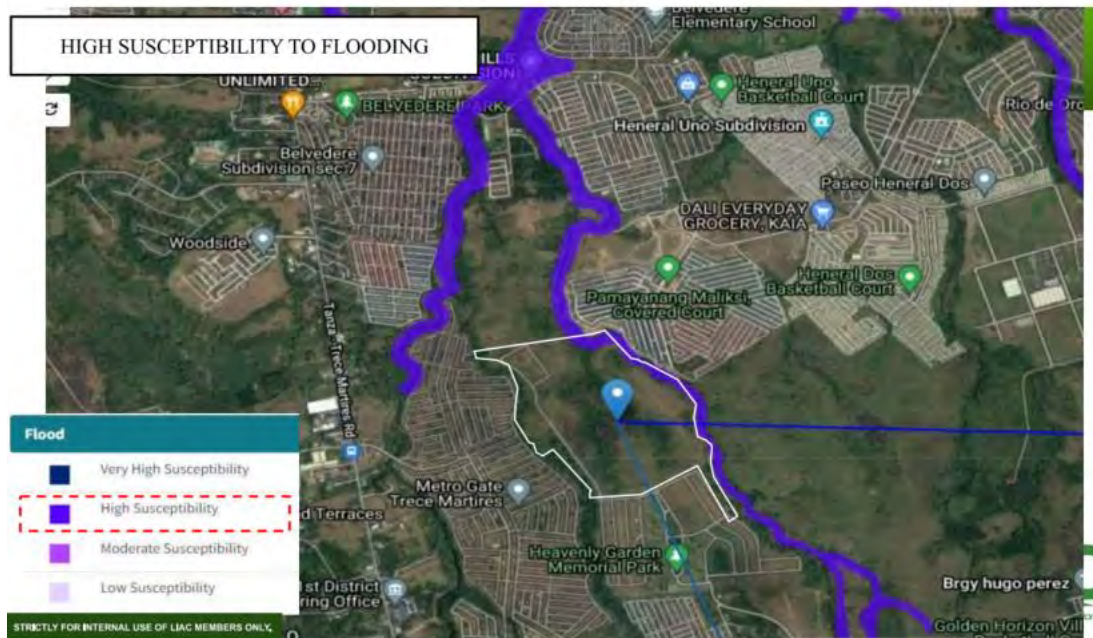 HIGH SUSCEPTIBILITY TO FLOODING
Belvedere
Elementary School
UNLIMITED ...
BELVEDERE PARK
Heneral Uno
Basketball Court
Heneral Uno Subdivision
Rio de Oro
Belvedere
Subdivision sec.7
Paseo Heneral Dos
DALI EVERYDAY
GROCERY, KAIA
Woodside
Heneral Dos
Basketball Court
Pamayanang Maliksi
Covered Court
Tanza - Trece Martires Rd
Flood
Very High Susceptibility
High Susceptibility
Moderate Susceptibility
Low Susceptibility
Metro Gate
Trece Martires
d Terraces
Heavenly Garden
Memorial Park
1st District
ring Office
Brgy hugo perez
Golden Horizon Vill
STRICTLY FOR INTERNAL USE OF LIAC MEMBERS ONLY,